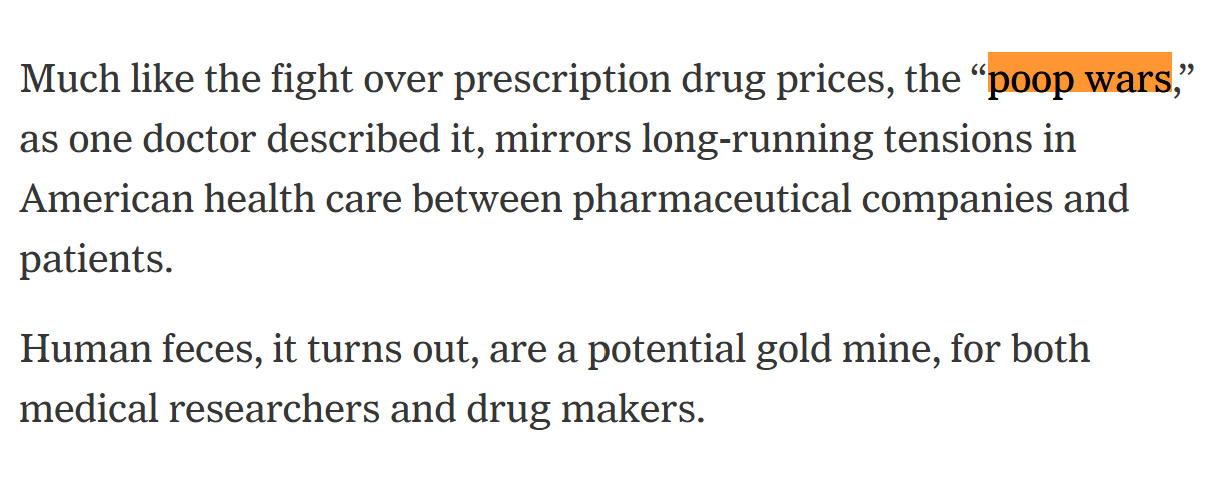 Much like the fight over prescription drug prices, the “poop wars,”
as one doctor described it, mirrors long-running tensions in
American health care between pharmaceutical companies and
patients.
Human feces, it turns out, are a potential gold mine, for both
medical researchers and drug makers.